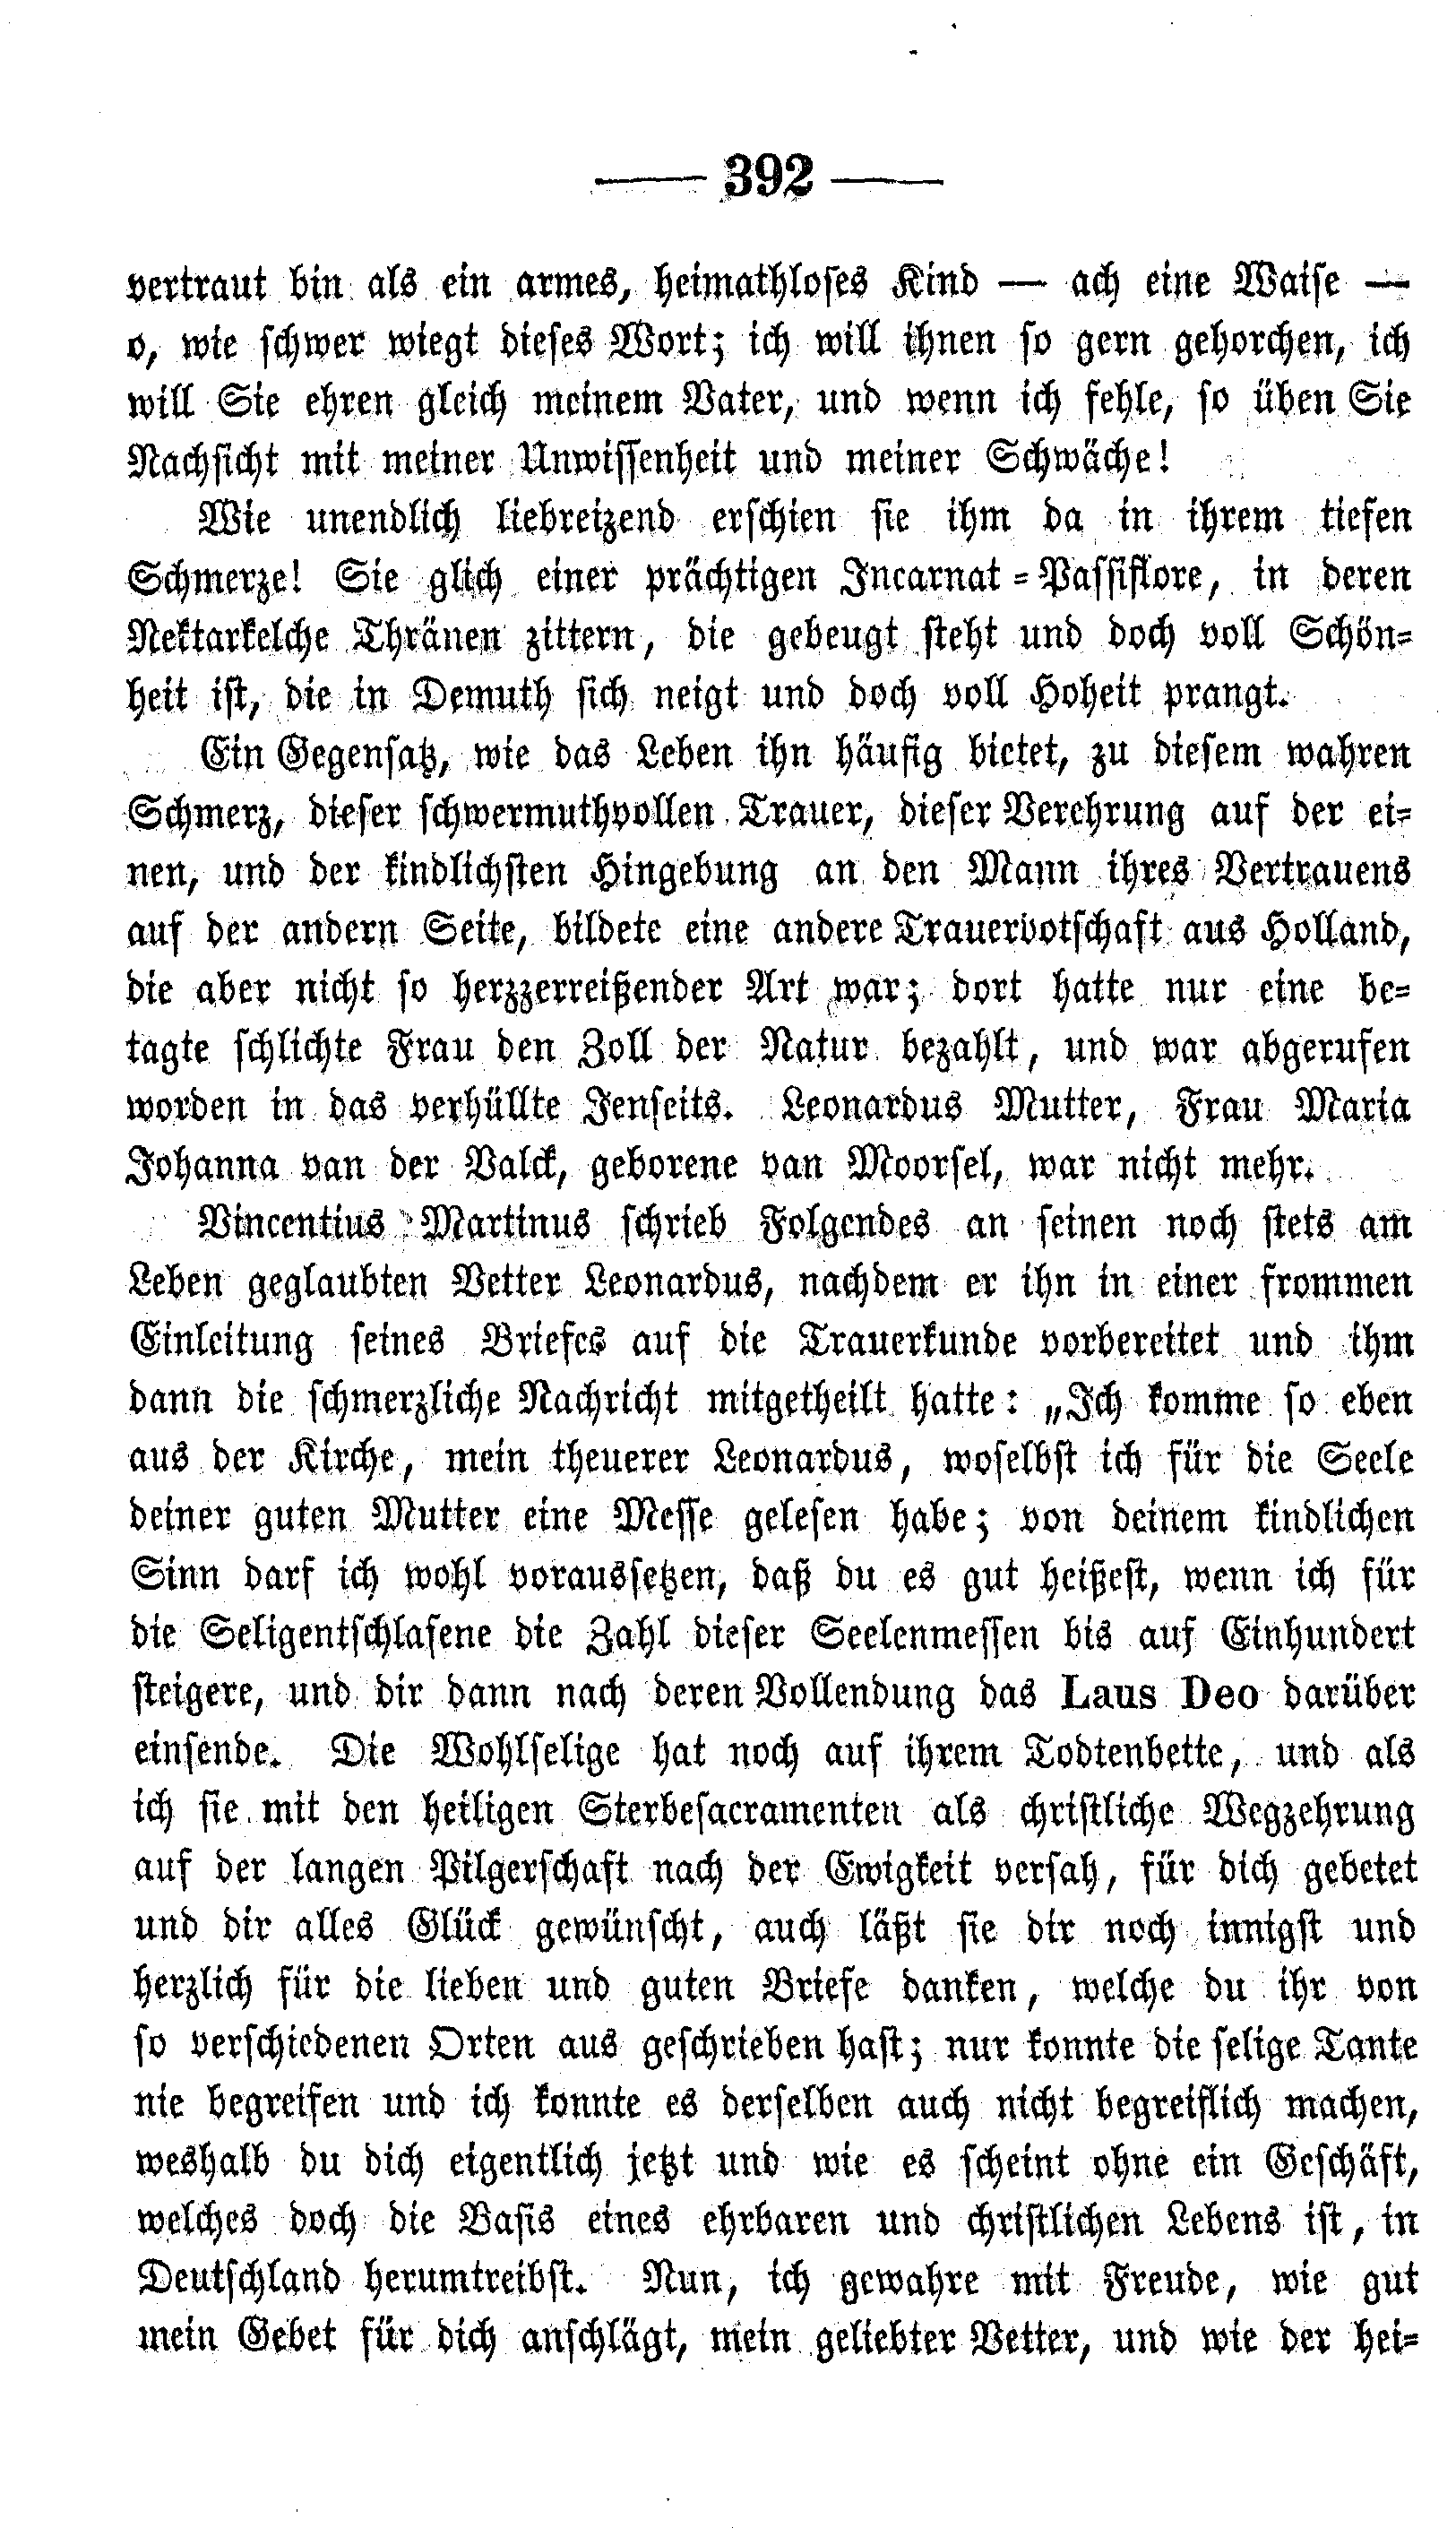 — 392 —
vertraut bin als ein armes, heimathloses Kind — ach eine Waise —
o, wie schwer wiegt dieses Wort; ich will ihnen so gern gehorchen, ich
will Sie ehren gleich meinem Vater, und wenn ich fehle, so üben Sie
Nachsicht mit meiner Unwissenheit und meiner Schwäche!
Wie unendlich liebreizend erschien sie ihm da in ihrem tiefen
Schmerze! Sie glich einer prächtigen Incarnat-Passiflore, in deren
Nektarkelche Thränen zittern, die gebeugt steht und doch voll Schön-
heit ist, die in Demuth sich neigt und doch voll Hoheit prangt.
Ein Gegensatz, wie das Leben ihn häufig bietet, zu diesem wahren
Schmerz, dieser schwermuthvollen Trauer, dieser Verehrung auf der ei-
nen, und der kindlichsten Hingebung an den Mann ihres Vertrauens
auf der andern Seite, bildete eine andere Trauerbotschaft aus Holland,
die aber nicht so herzzerreißender Art war; dort hatte nur eine be-
tagte schlichte Frau den Zoll der Natur bezahlt, und war abgerufen
worden in das verhüllte Jenseits. Leonardus Mutter, Frau Maria
Johanna van der Valck, geborene van Moorsel, war nicht mehr.
Vincentius Martinus schrieb Folgendes an seinen noch stets am
Leben geglaubten Vetter Leonardus, nachdem er ihn in einer frommen
Einleitung seines Briefes auf die Trauerkunde vorbereitet und ihm
dann die schmerzliche Nachricht mitgetheilt hatte: „Ich komme so eben
aus der Kirche, mein theuerer Leonardus, woselbst ich für die Seele
deiner guten Mutter eine Messe gelesen habe; von deinem kindlichen
Sinn darf ich wohl voraussetzen, daß du es gut heißest, wenn ich für
die Seligentschlafene die Zahl dieser Seelenmessen bis auf Einhundert
steigere, und dir dann nach deren Vollendung das Laus Deo darüber
einsende. Die Wohlselige hat noch auf ihrem Todtenbette, und als
ich sie mit den heiligen Sterbesacramenten als christliche Wegzehrung
auf der langen Pilgerschaft nach der Ewigkeit versah, für dich gebetet
und dir alles Glück gewünscht, auch läßt sie dir noch innigst und
herzlich für die lieben und guten Briefe danken, welche du ihr von
so verschiedenen Orten aus geschrieben hast; nur konnte die selige Tante
nie begreifen und ich konnte es derselben auch nicht begreiflich machen,
weshalb du dich eigentlich jetzt und wie es scheint ohne ein Geschäft,
welches doch die Basis eines ehrbaren und christlichen Lebens ist, in
Deutschland herumtreibst. Nun, ich gewahre mit Freude, wie gut
mein Gebet für dich anschlägt, mein geliebter Vetter, und wie der hei-